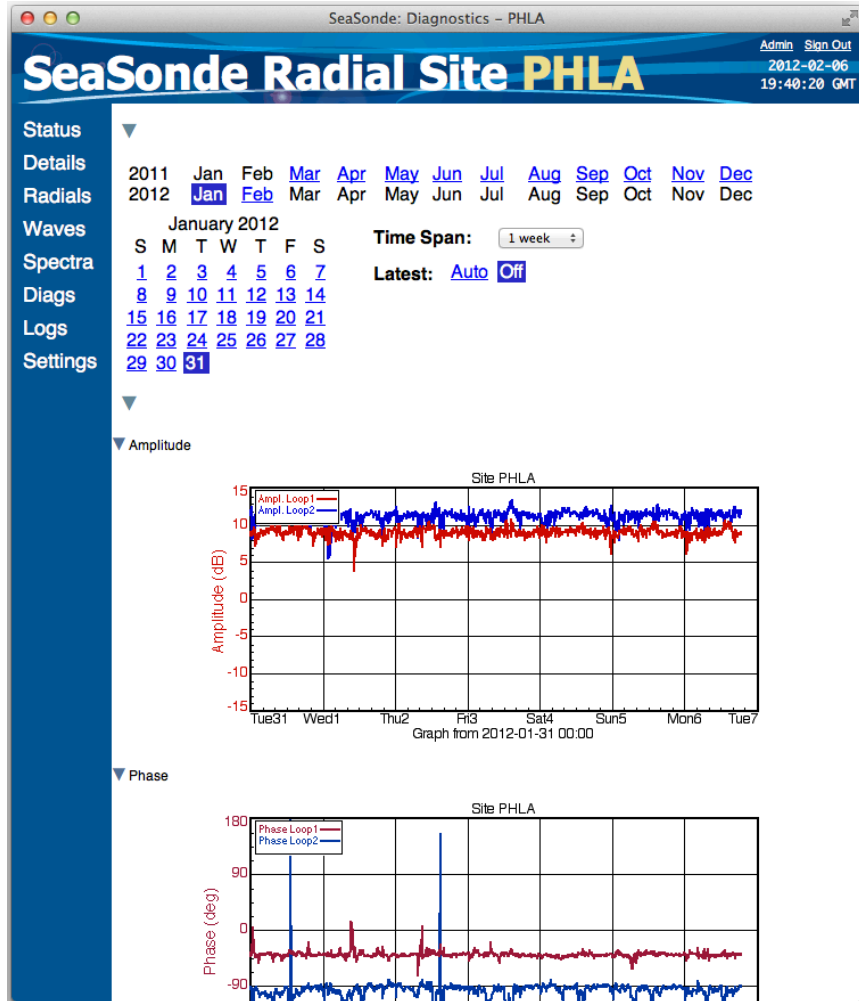 SeaSonde: Diagnostics – PHLA
Admin Sign Out
SeaSonde Radial Site PHLA
2012-02-06
19:40:20 GMT
Status
Details
Radials
Waves
Spectra
Diags
Logs
Settings
2011 Jan Feb Mar Apr May Jun Jul Aug Sep Oct Nov Dec
2012 Jan Feb Mar Apr May Jun Jul Aug Sep Oct Nov Dec
January 2012
S M T W T F S
1 2 3 4 5 6 7
8 9 10 11 12 13 14
15 16 17 18 19 20 21
22 23 24 25 26 27 28
29 30 31
Time Span: 1 week
Latest: Auto Off
Amplitude
Site PHLA
Ampl. Loop1
Ampl. Loop2
Amplitude (dB)
15
10
5
0
-5
-10
-15
Tue31 Wed1 Thu2 Fri3 Sat4 Sun5 Mon6 Tue7
Graph from 2012-01-31 00:00
Phase
Site PHLA
Phase Loop1
Phase Loop2
Phase (deg)
180
90
0
-90